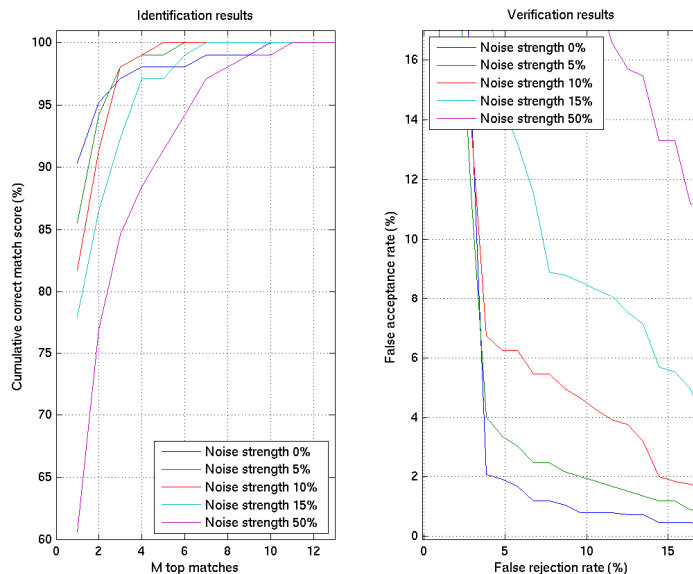 Identification results
100
95
90
85
80
75
70
65
60
0
2
4
6
8
10
12
Cumulative correct match score (%)
M top matches
Noise strength 0%
Noise strength 5%
Noise strength 10%
Noise strength 15%
Noise strength 50%
Verification results
16
14
12
10
8
6
4
2
0
0
5
10
15
False acceptance rate (%)
False rejection rate (%)
Noise strength 0%
Noise strength 5%
Noise strength 10%
Noise strength 15%
Noise strength 50%